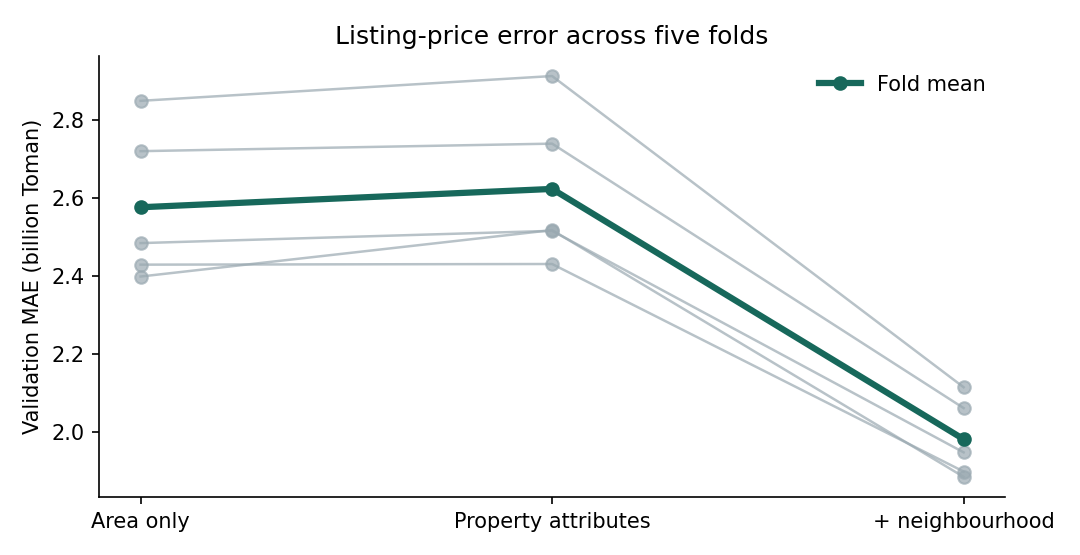 Listing-price error across five folds
Fold mean
Validation MAE (billion Toman)
2.8
2.6
2.4
2.2
2.0
Area only
Property attributes
+ neighbourhood